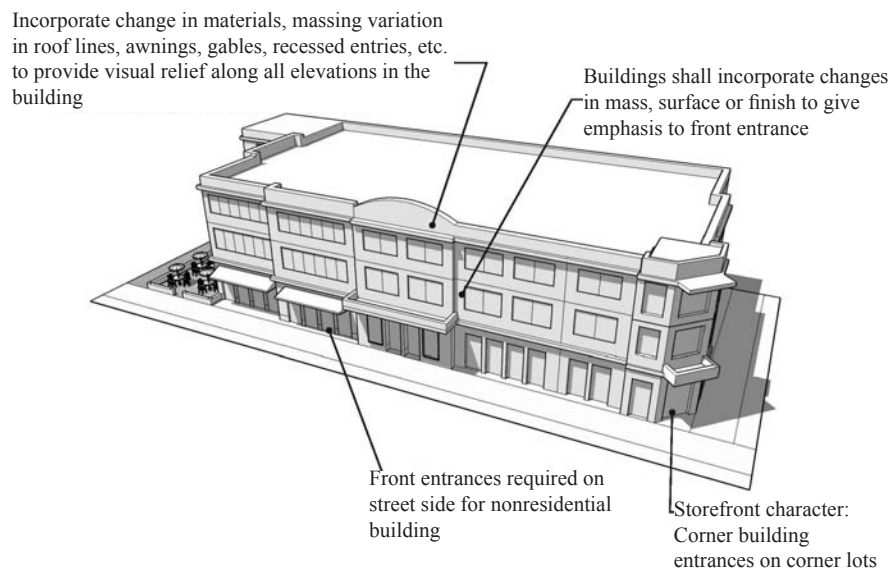 Incorporate change in materials, massing variation
in roof lines, awnings, gables, recessed entries, etc.
to provide visual relief along all elevations in the
building
Buildings shall incorporate changes
in mass, surface or finish to give
emphasis to front entrance
Front entrances required on
street side for nonresidential
building
Storefront character:
Corner building
entrances on corner lots